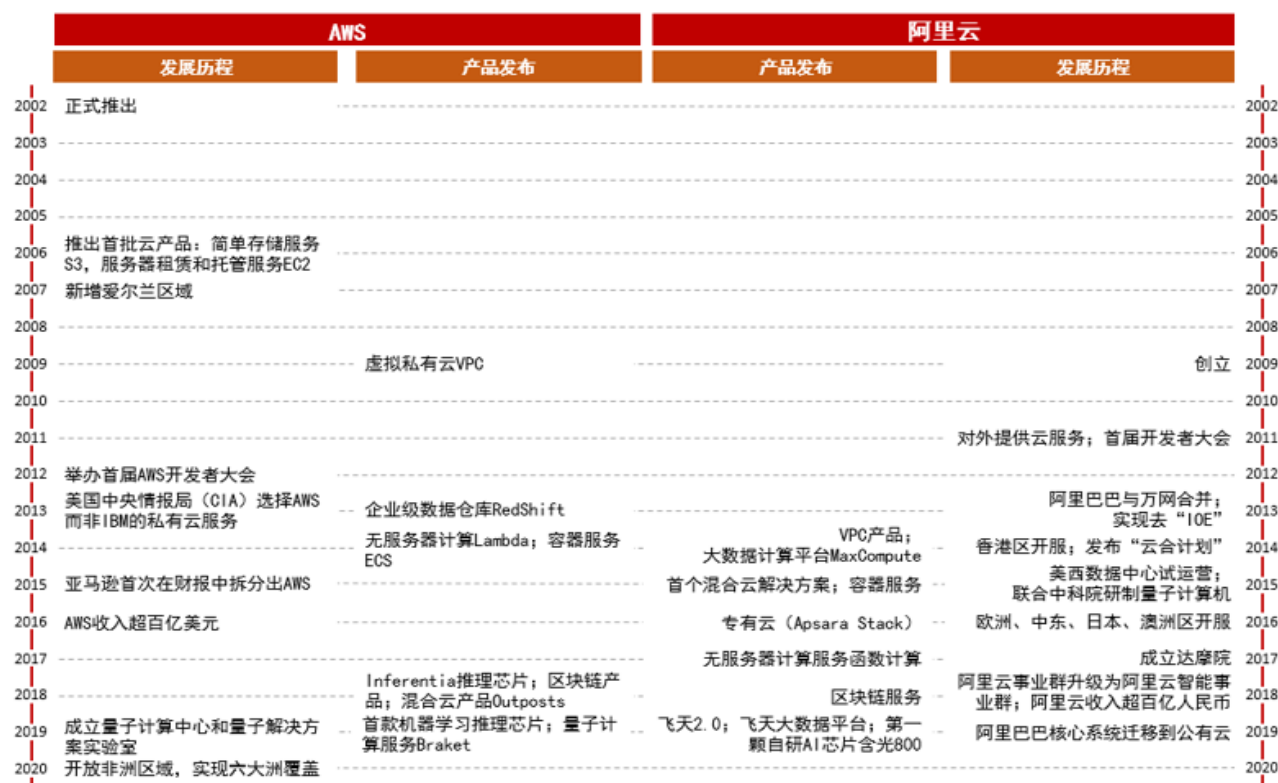 AWS
阿里云
发展历程
产品发布
产品发布
发展历程
2002
正式推出
2002
2003
2003
2004
2004
2005
2005
2006
推出首批云产品：简单存储服务
S3，服务器租赁和托管服务EC2
2006
2007
新增爱尔兰区域
2007
2008
2008
2009
虚拟私有云VPC
创立
2009
2010
2010
2011
对外提供云服务；首届开发者大会
2011
2012
举办首届AWS开发者大会
2012
2013
美国中央情报局（CIA）选择AWS
而非IBM的私有云服务
企业级数据仓库RedShift
阿里巴巴与万网合并；
实现去“IOE”
2013
2014
无服务器计算Lambda；容器服务
ECS
VPC产品；
大数据计算平台MaxCompute
香港区开服；发布“云合计划”
2014
2015
亚马逊首次在财报中拆分出AWS
首个混合云解决方案；容器服务
美西数据中心试运营；
联合中科院研制量子计算机
2015
2016
AWS收入超百亿美元
专有云（Apsara Stack）
欧洲、中东、日本、澳洲区开服
2016
2017
无服务器计算服务函数计算
成立达摩院
2017
2018
Inferentia推理芯片；区块链产
品；混合云产品Outposts
区块链服务
阿里云事业群升级为阿里云智能事
业群；阿里云收入超百亿人民币
2018
2019
成立量子计算中心和量子解决方
案实验室
首款机器学习推理芯片；量子计
算服务Braket
飞天2.0；飞天大数据平台；第一
颗自研AI芯片含光800
阿里巴巴核心系统迁移到公有云
2019
2020
开放非洲区域，实现六大洲覆盖
2020